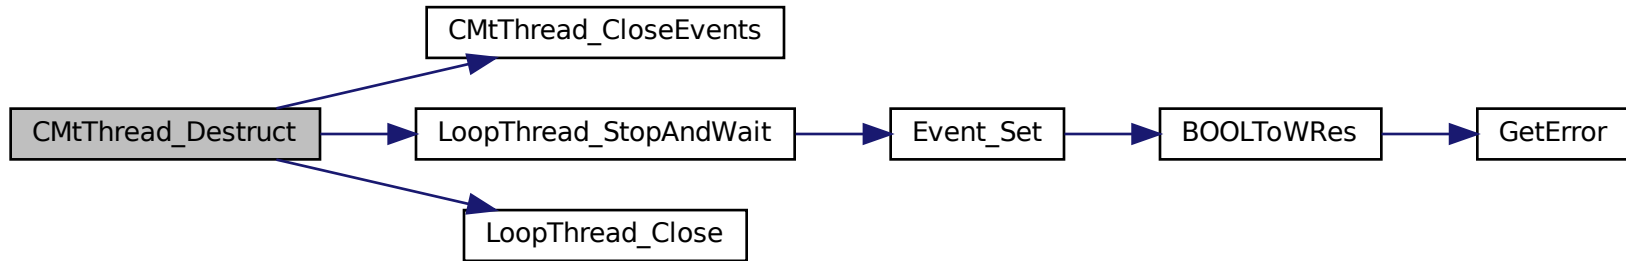 CMtThread_CloseEvents
CMtThread_Destruct
LoopThread_StopAndWait
Event_Set
BOOLToWRes
GetError
LoopThread_Close